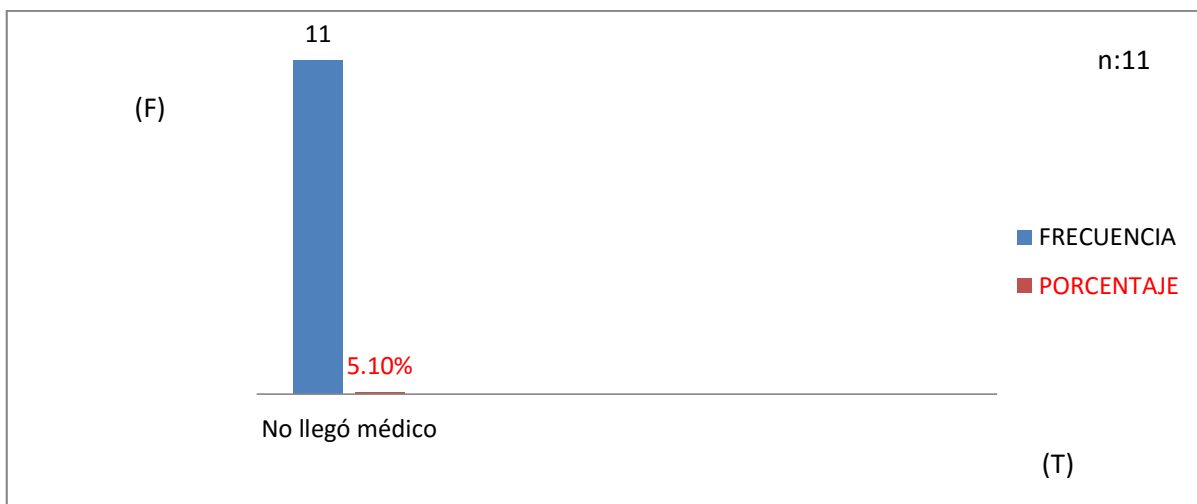 11
n:11
(F)
FRECUENCIA
PORCENTAJE
5.10%
No llegó médico
(T)